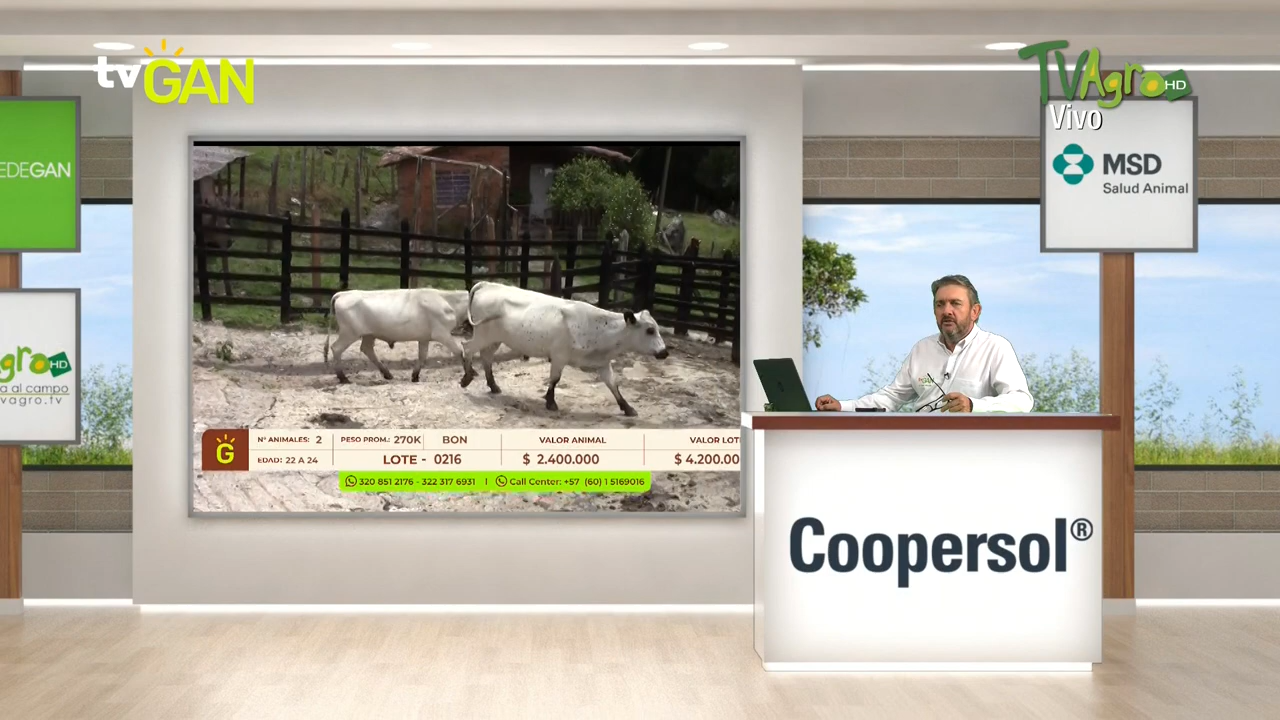 tvGAN
TVAgro HD
Vivo
EDEGAN
MSD
Salud Animal
gro HD
a al campo
vagro.tv
G
N° ANIMALES: 2
PESO PROM.: 270K
BON
VALOR ANIMAL
VALOR LOT
EDAD: 22 A 24
LOTE - 0216
$ 2.400.000
$ 4.200.00
320 851 2176 - 322 317 6931 | Call Center: +57 (60) 1 5169016
Coopersol®